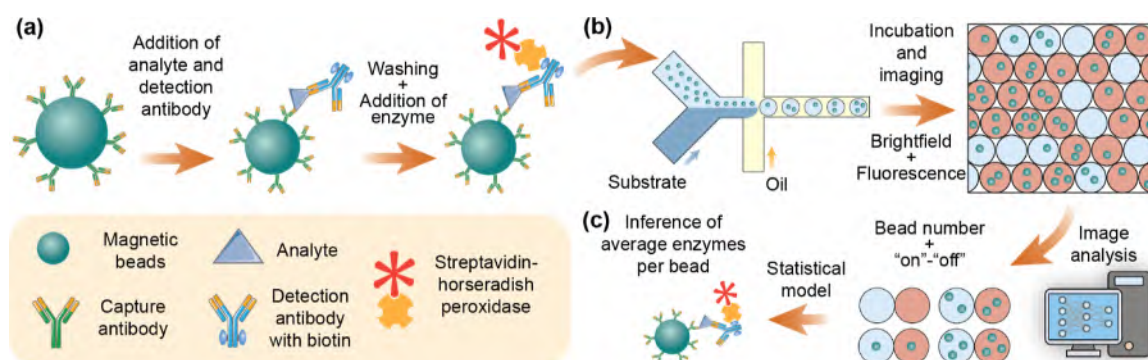 (a)
Addition of
analyte and
detection
antibody
Washing
+
Addition of
enzyme
Magnetic
beads
Analyte
Streptavidin-
horseradish
peroxidase
Capture
antibody
Detection
antibody
with biotin
(b)
Substrate
Oil
Incubation
and
imaging
Brightfield
+
Fluorescence
(c)
Inference of
average enzymes
per bead
Statistical
model
Bead number
+
“on”-“off”
Image
analysis